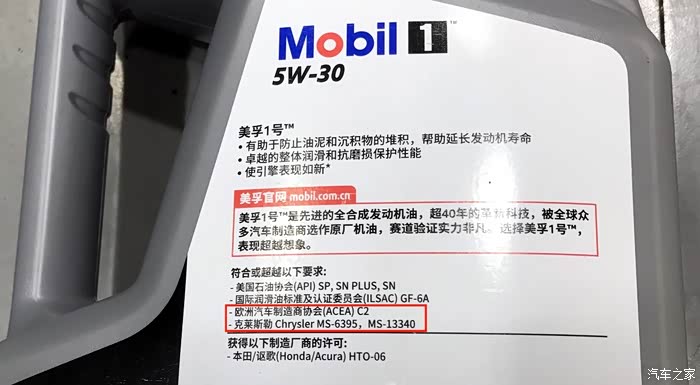 Mobil 1™
5W-30
美孚1号™
• 有助于防止油泥和沉积物的堆积，帮助延长发动机寿命
• 卓越的整体润滑和抗磨损保护性能
• 使引擎表现如新*
美孚官网 mobil.com.cn
美孚1号™是先进的全合成发动机油，超40年的革新科技，被全球众
多汽车制造商选作原厂机油，赛道验证实力非凡。选择美孚1号™，
表现超越想象。
符合或超越以下要求：
- 美国石油协会(API) SP, SN PLUS, SN
- 国际润滑油标准及认证委员会(ILSAC) GF-6A
- 欧洲汽车制造商协会(ACEA) C2
- 克莱斯勒 Chrysler MS-6395，MS-13340
获得以下制造厂商的许可：
- 本田/讴歌(Honda/Acura) HTO-06
汽车之家